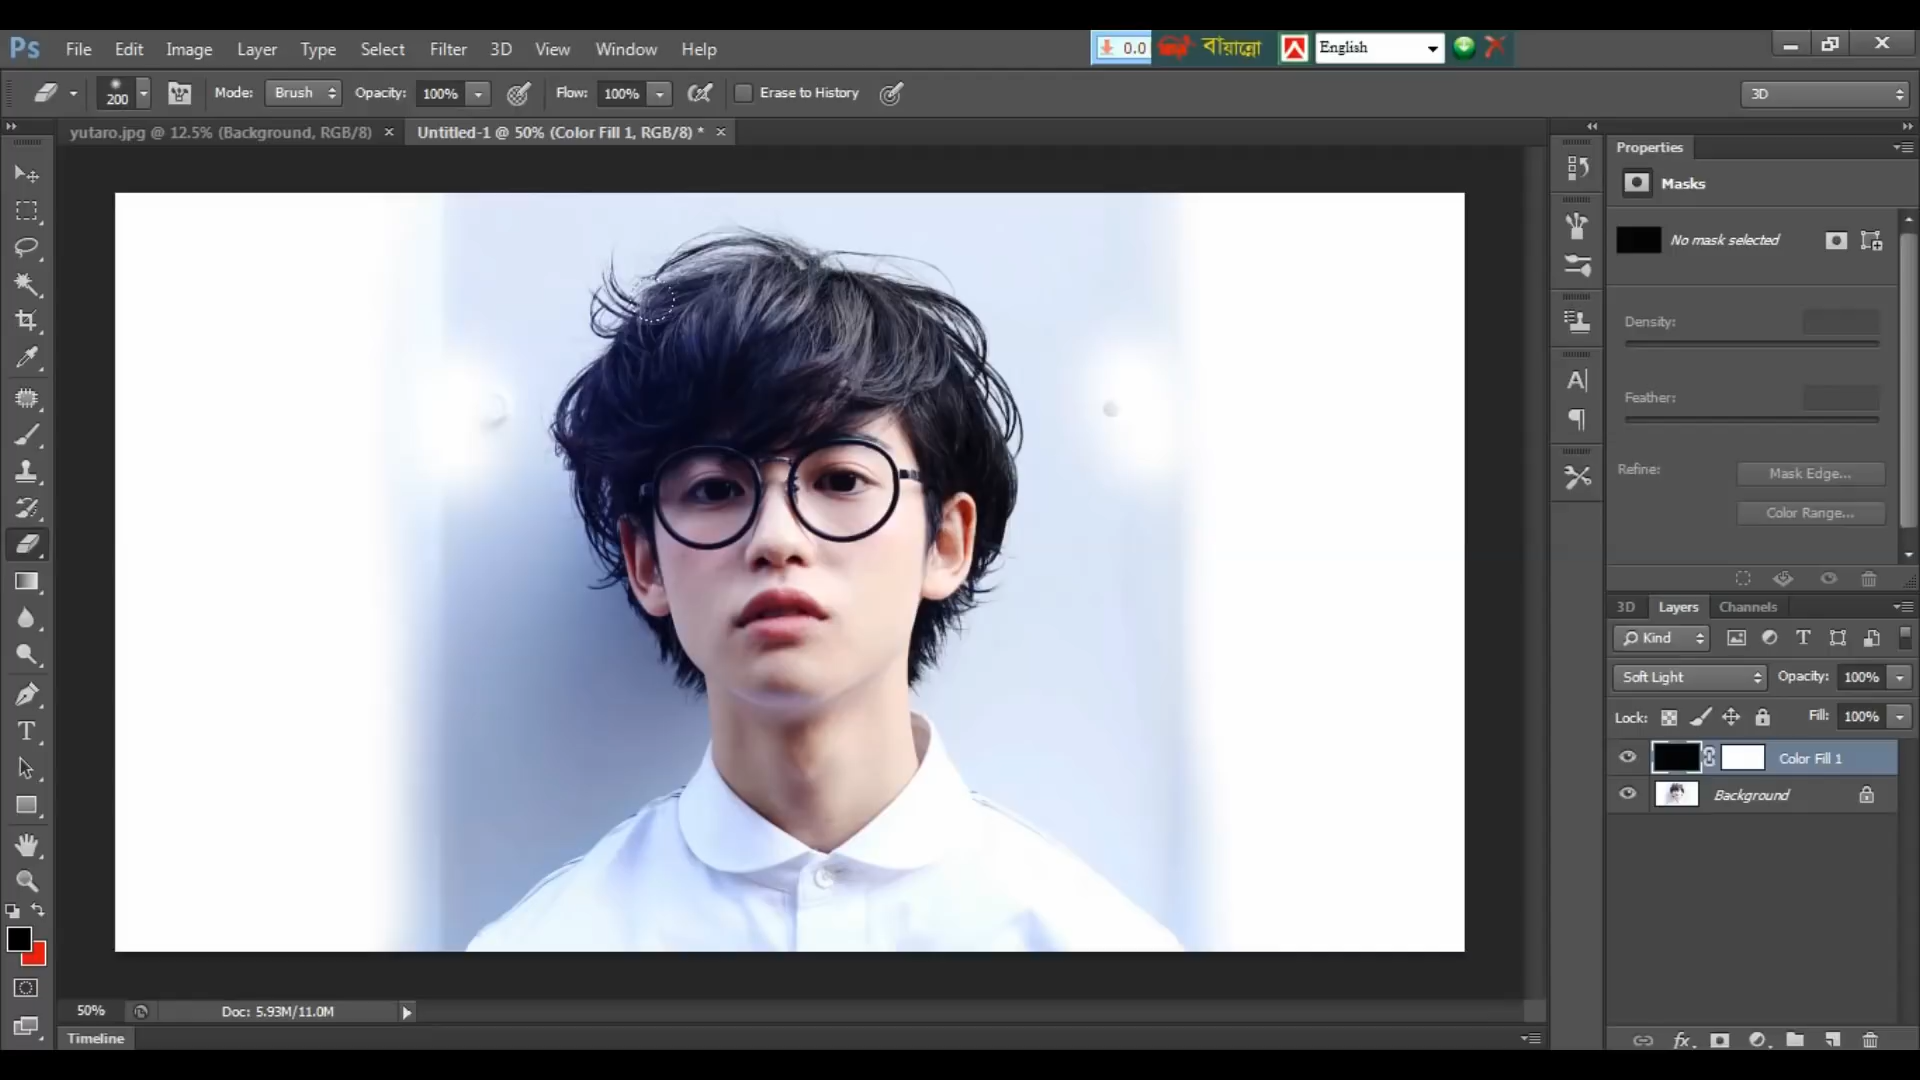 Ps File Edit Image Layer Type Select Filter 3D View Window Help 0.0 বাঁয়ান্নো English
200 Mode: Brush Opacity: 100% Flow: 100% Erase to History 3D
yutaro.jpg @ 12.5% (Background, RGB/8) × Untitled-1 @ 50% (Color Fill 1, RGB/8) * ×
Properties
Masks
No mask selected
Density:
Feather:
Refine: Mask Edge...
Color Range...
3D Layers Channels
Kind
Soft Light Opacity: 100%
Lock: Fill: 100%
Color Fill 1
Background
50% Doc: 5.93M/11.0M
Timeline
fx